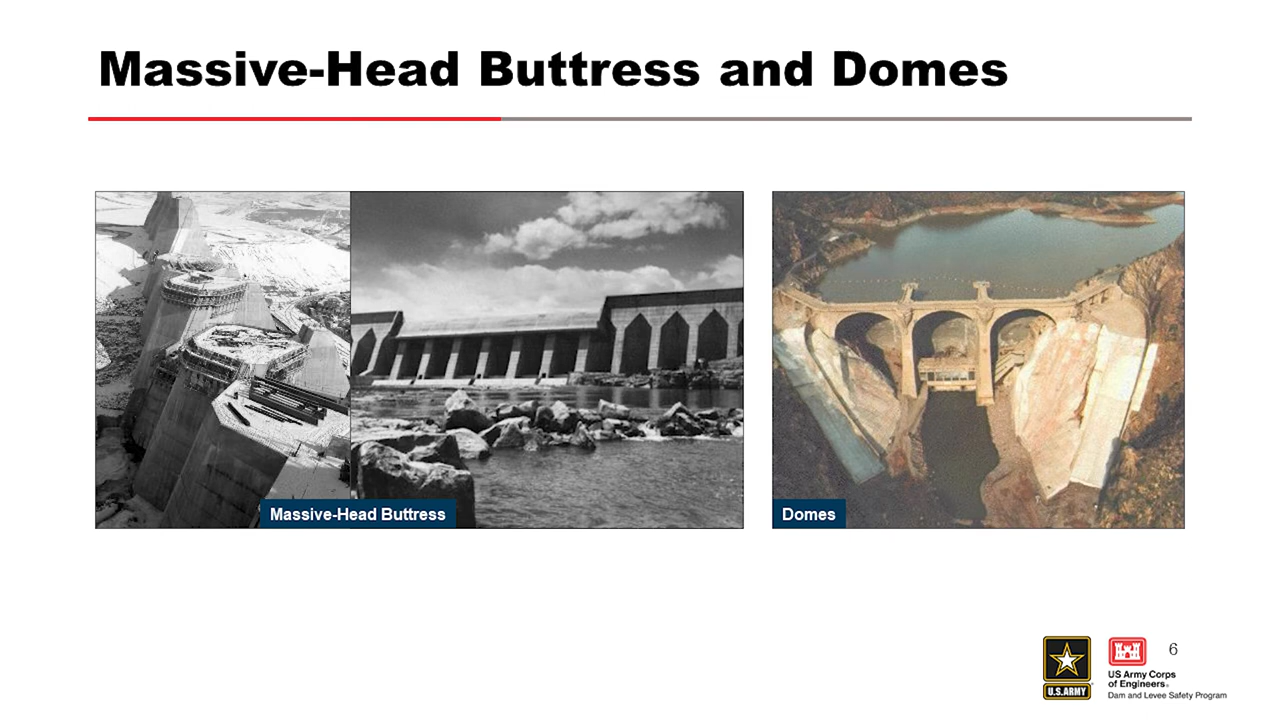 Massive-Head Buttress and Domes
Massive-Head Buttress
Domes
6
U.S.ARMY
US Army Corps
of Engineers®
Dam and Levee Safety Program